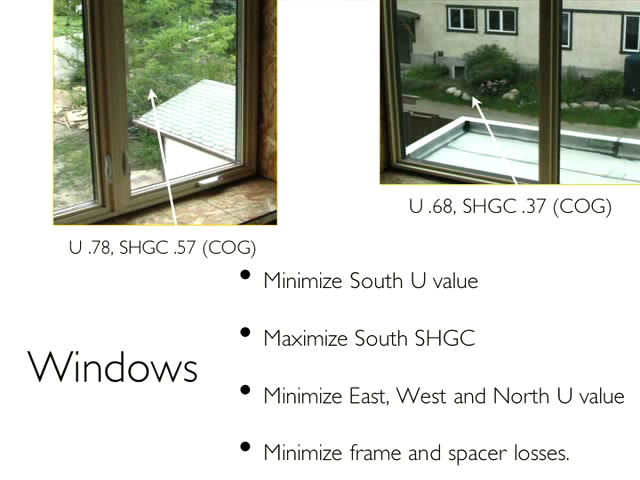 U .68, SHGC .37 (COG)
U .78, SHGC .57 (COG)
• Minimize South U value
• Maximize South SHGC
Windows
• Minimize East, West and North U value
• Minimize frame and spacer losses.